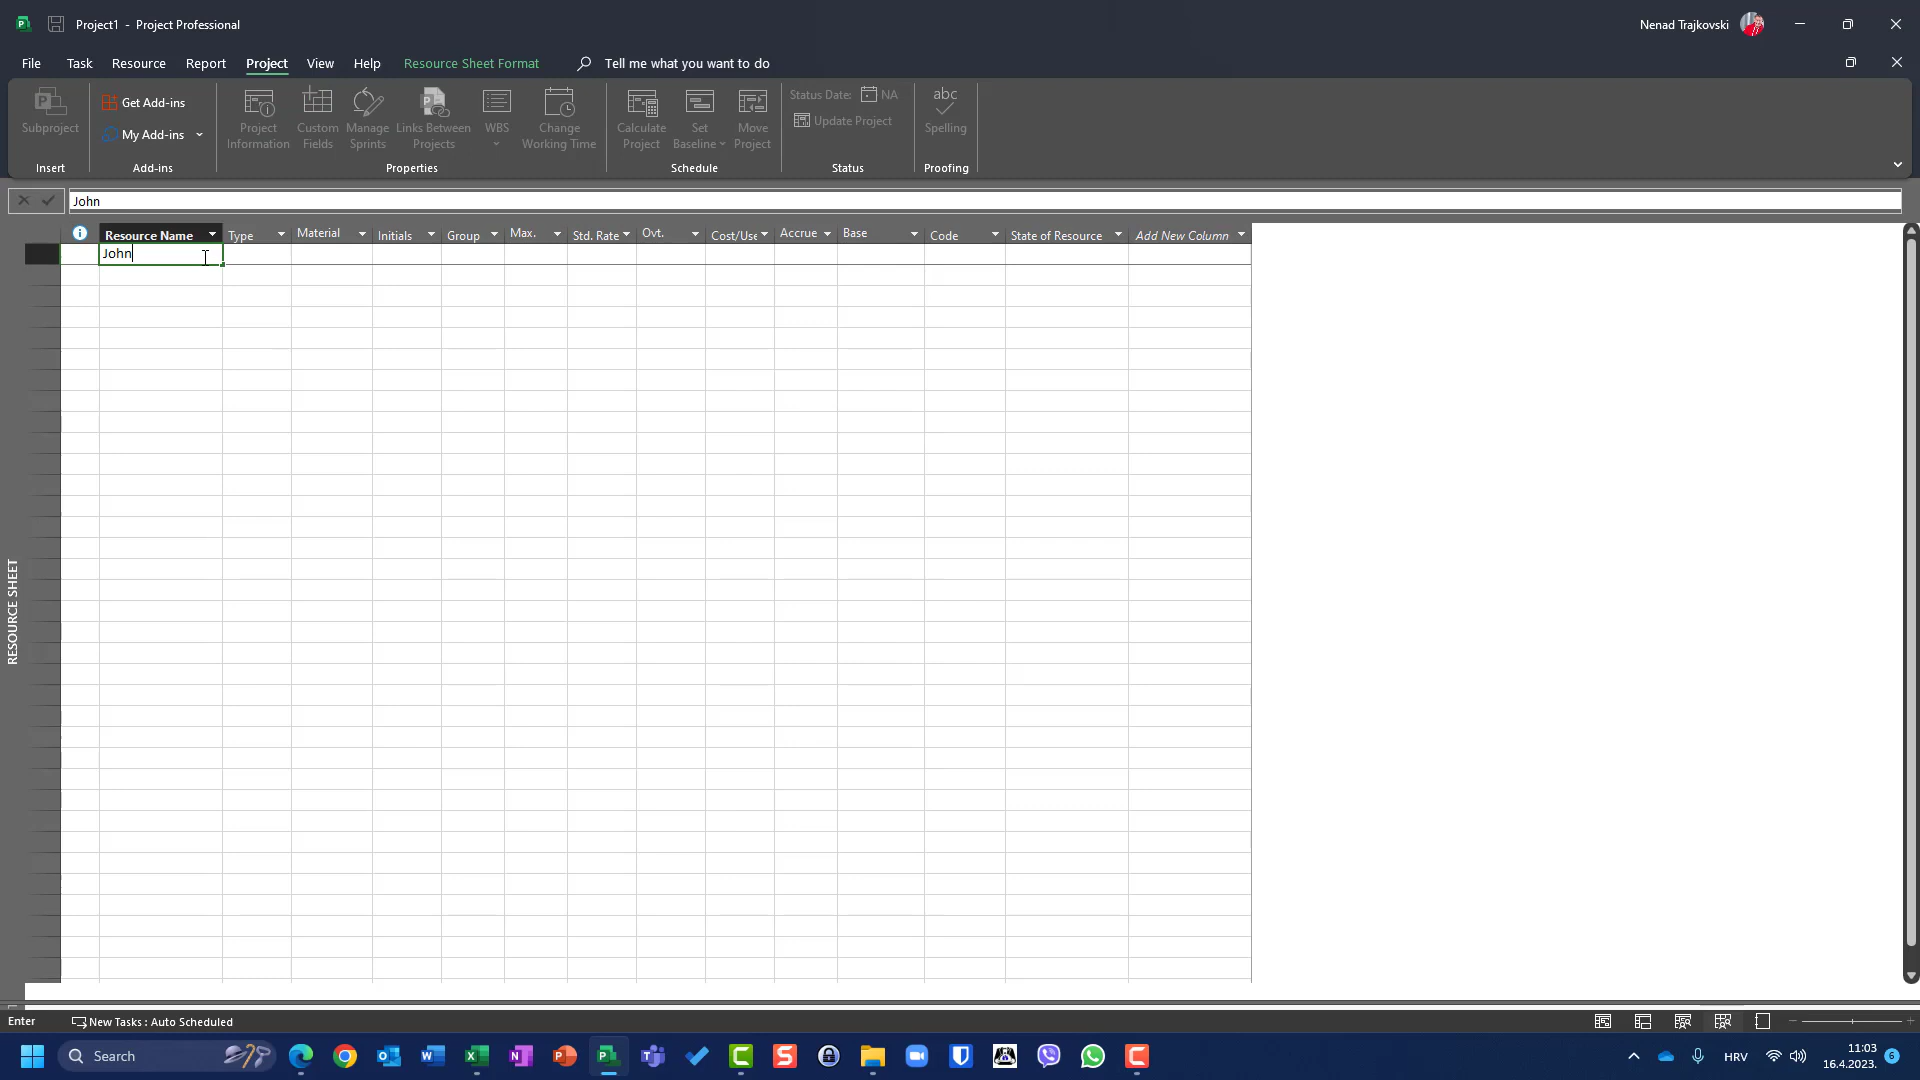 Project1 - Project Professional
Nenad Trajkovski
File Task Resource Report Project View Help Resource Sheet Format Tell me what you want to do
Subproject
Insert
Get Add-ins
My Add-ins
Add-ins
Project Information
Custom Fields
Manage Sprints
Links Between Projects
WBS
Change Working Time
Properties
Calculate Project
Set Baseline
Move Project
Schedule
Status Date: NA
Update Project
Status
abc
Spelling
Proofing
John
Resource Name Type Material Initials Group Max. Std. Rate Ovt. Cost/Use Accrue Base Code State of Resource Add New Column
John
RESOURCE SHEET
Enter New Tasks : Auto Scheduled
Search
HRV
11:03
16.4.2023.
6